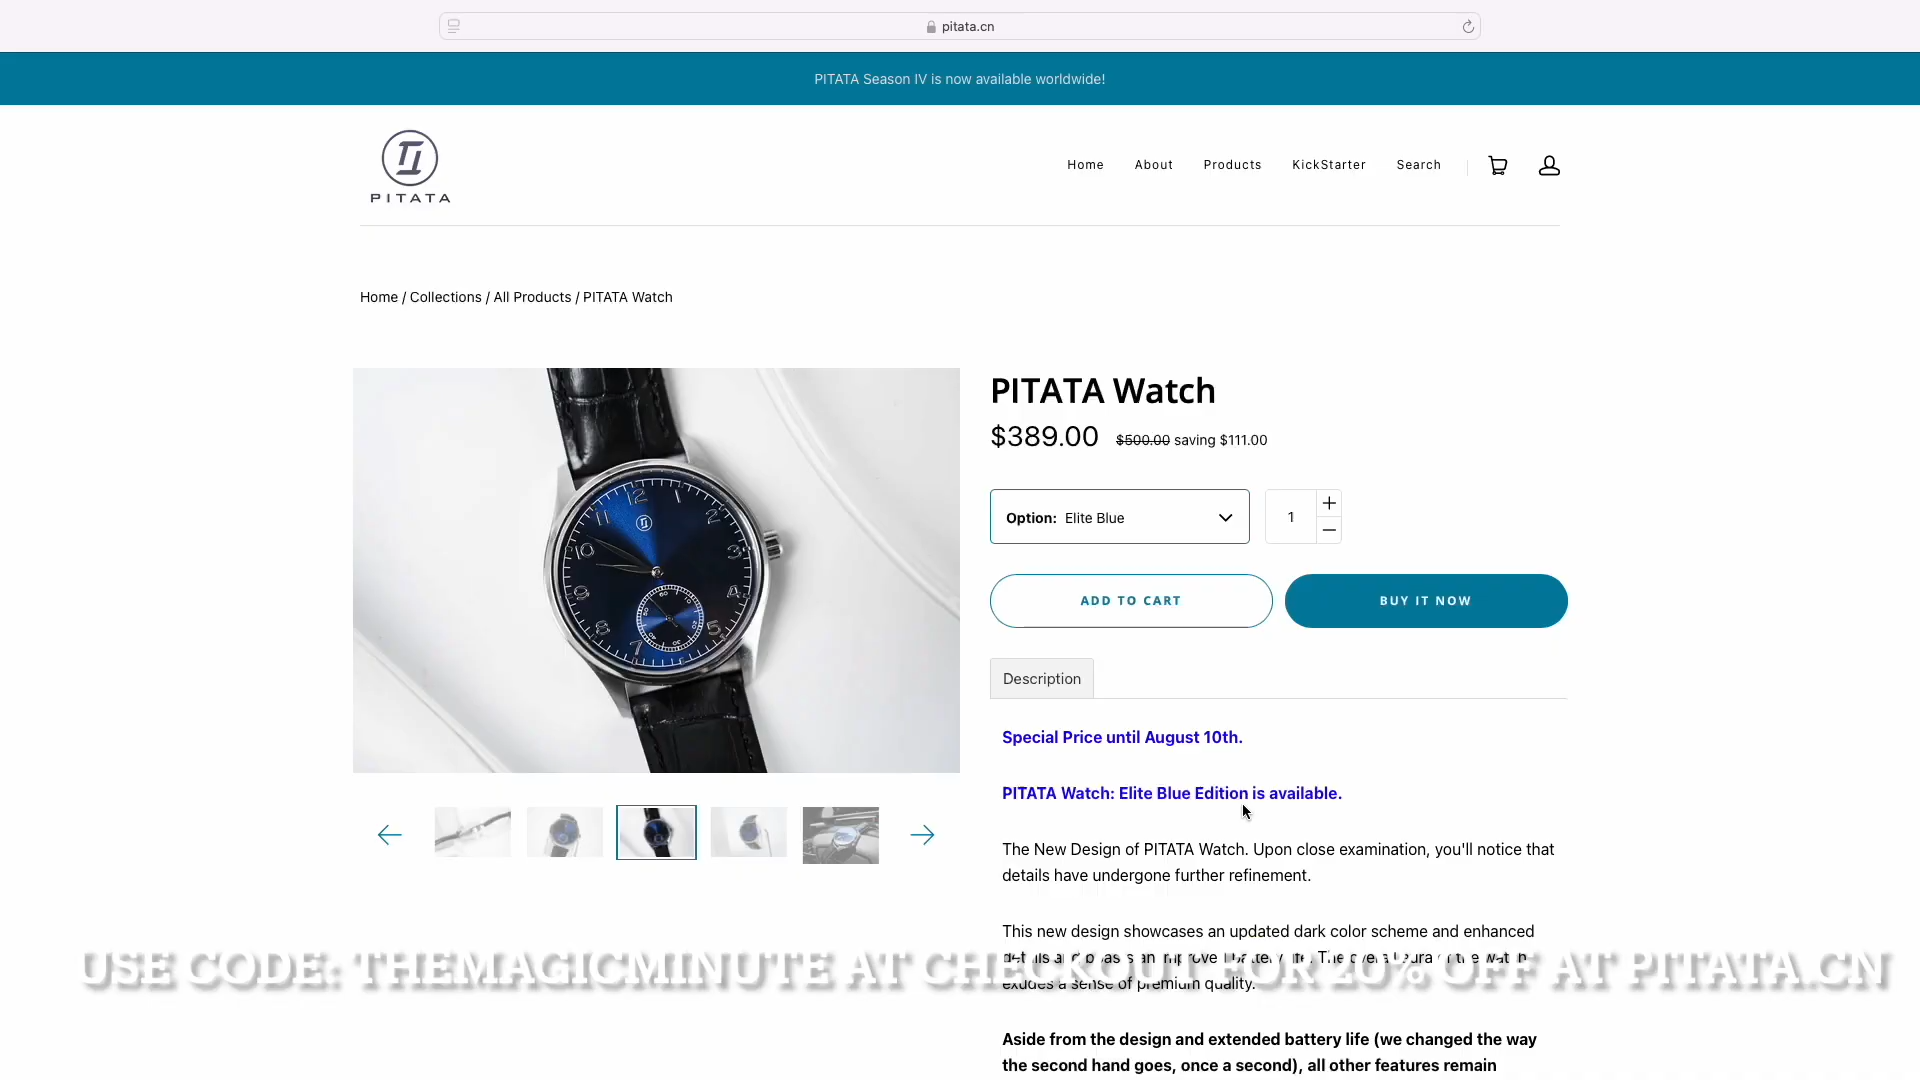 pitata.cn
PITATA Season IV is now available worldwide!
PITATA
Home About Products KickStarter Search
Home / Collections / All Products / PITATA Watch
PITATA Watch
$389.00 $500.00 saving $111.00
Option: Elite Blue
1
ADD TO CART BUY IT NOW
Description
Special Price until August 10th.
PITATA Watch: Elite Blue Edition is available.
The New Design of PITATA Watch. Upon close examination, you'll notice that
details have undergone further refinement.
This new design showcases an updated dark color scheme and enhanced
exudes a sense of premium quality.
USE CODE: THEMAGICMINUTE AT CHECKOUT FOR 20% OFF AT PITATA.CN
Aside from the design and extended battery life (we changed the way
the second hand goes, once a second), all other features remain